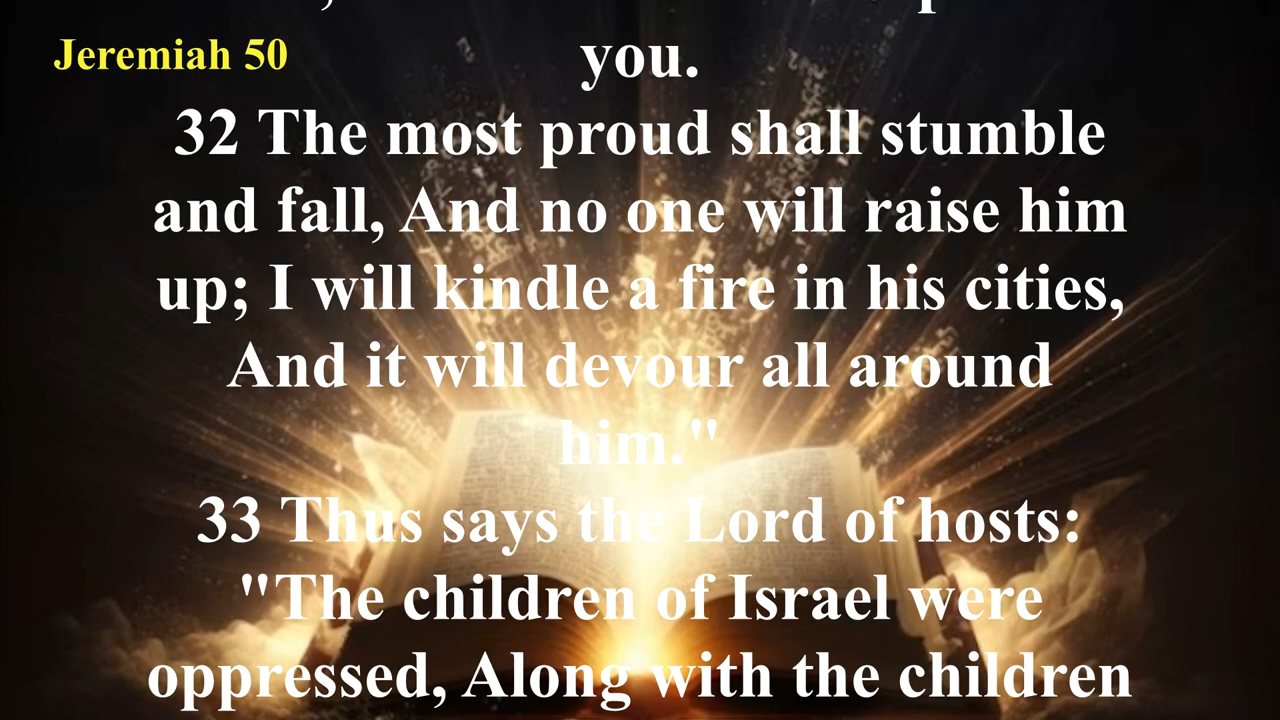 Jeremiah 50
you.
32 The most proud shall stumble
and fall, And no one will raise him
up; I will kindle a fire in his cities,
And it will devour all around
him."
33 Thus says the Lord of hosts:
"The children of Israel were
oppressed, Along with the children